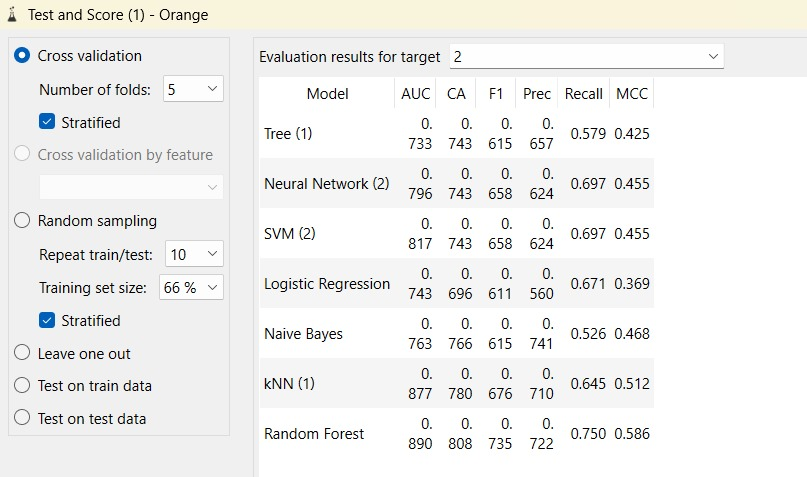 Test and Score (1) - Orange
Cross validation
Number of folds: 5
Stratified
Cross validation by feature
Random sampling
Repeat train/test: 10
Training set size: 66 %
Stratified
Leave one out
Test on train data
Test on test data
Evaluation results for target 2
Model AUC CA F1 Prec Recall MCC
Tree (1) 0.733 0.743 0.615 0.657 0.579 0.425
Neural Network (2) 0.796 0.743 0.658 0.624 0.697 0.455
SVM (2) 0.817 0.743 0.658 0.624 0.697 0.455
Logistic Regression 0.743 0.696 0.611 0.560 0.671 0.369
Naive Bayes 0.763 0.766 0.615 0.741 0.526 0.468
kNN (1) 0.877 0.780 0.676 0.710 0.645 0.512
Random Forest 0.890 0.808 0.735 0.722 0.750 0.586